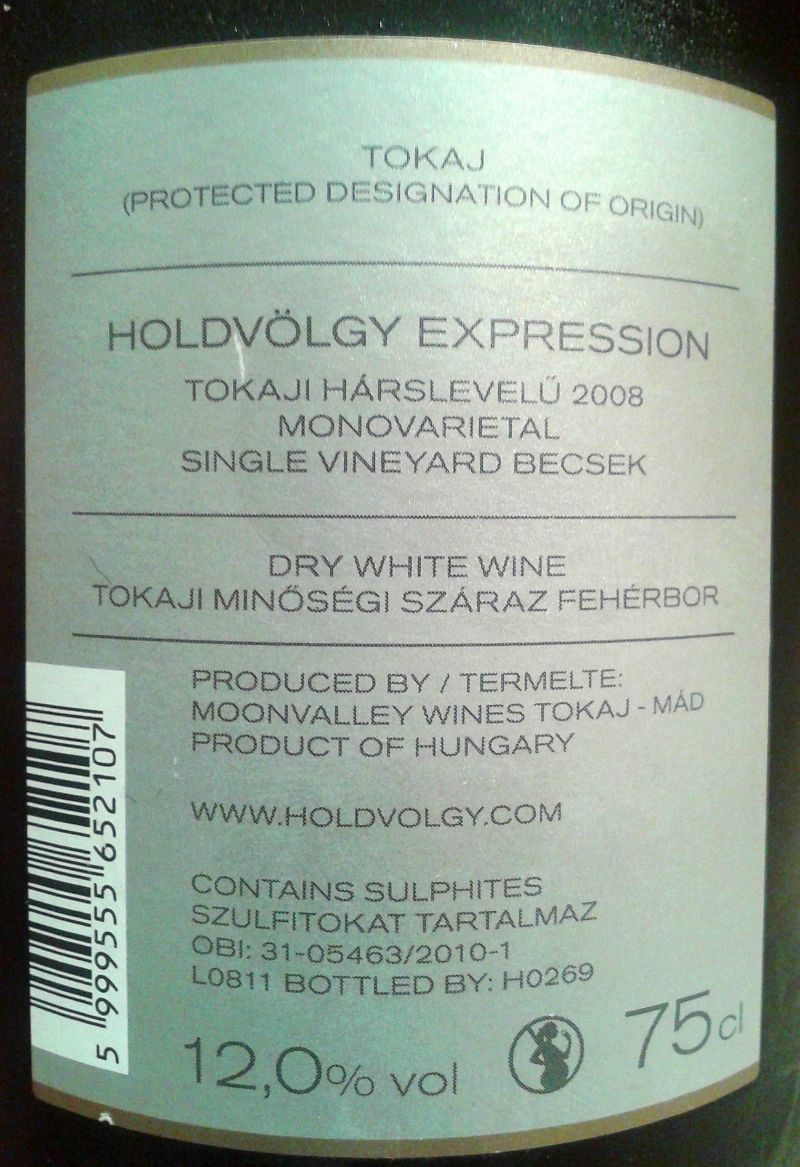 TOKAJ
(PROTECTED DESIGNATION OF ORIGIN)
HOLDVÖLGY EXPRESSION
TOKAJI HÁRSLEVELŰ 2008
MONOVARIETAL
SINGLE VINEYARD BECSEK
DRY WHITE WINE
TOKAJI MINŐSÉGI SZÁRAZ FEHÉRBOR
PRODUCED BY / TERMELTE:
MOONVALLEY WINES TOKAJ - MÁD
PRODUCT OF HUNGARY
WWW.HOLDVOLGY.COM
CONTAINS SULPHITES
SZULFITOKAT TARTALMAZ
OBI: 31-05463/2010-1
L0811 BOTTLED BY: H0269
12,0% vol
75 cl
5 999555 652107